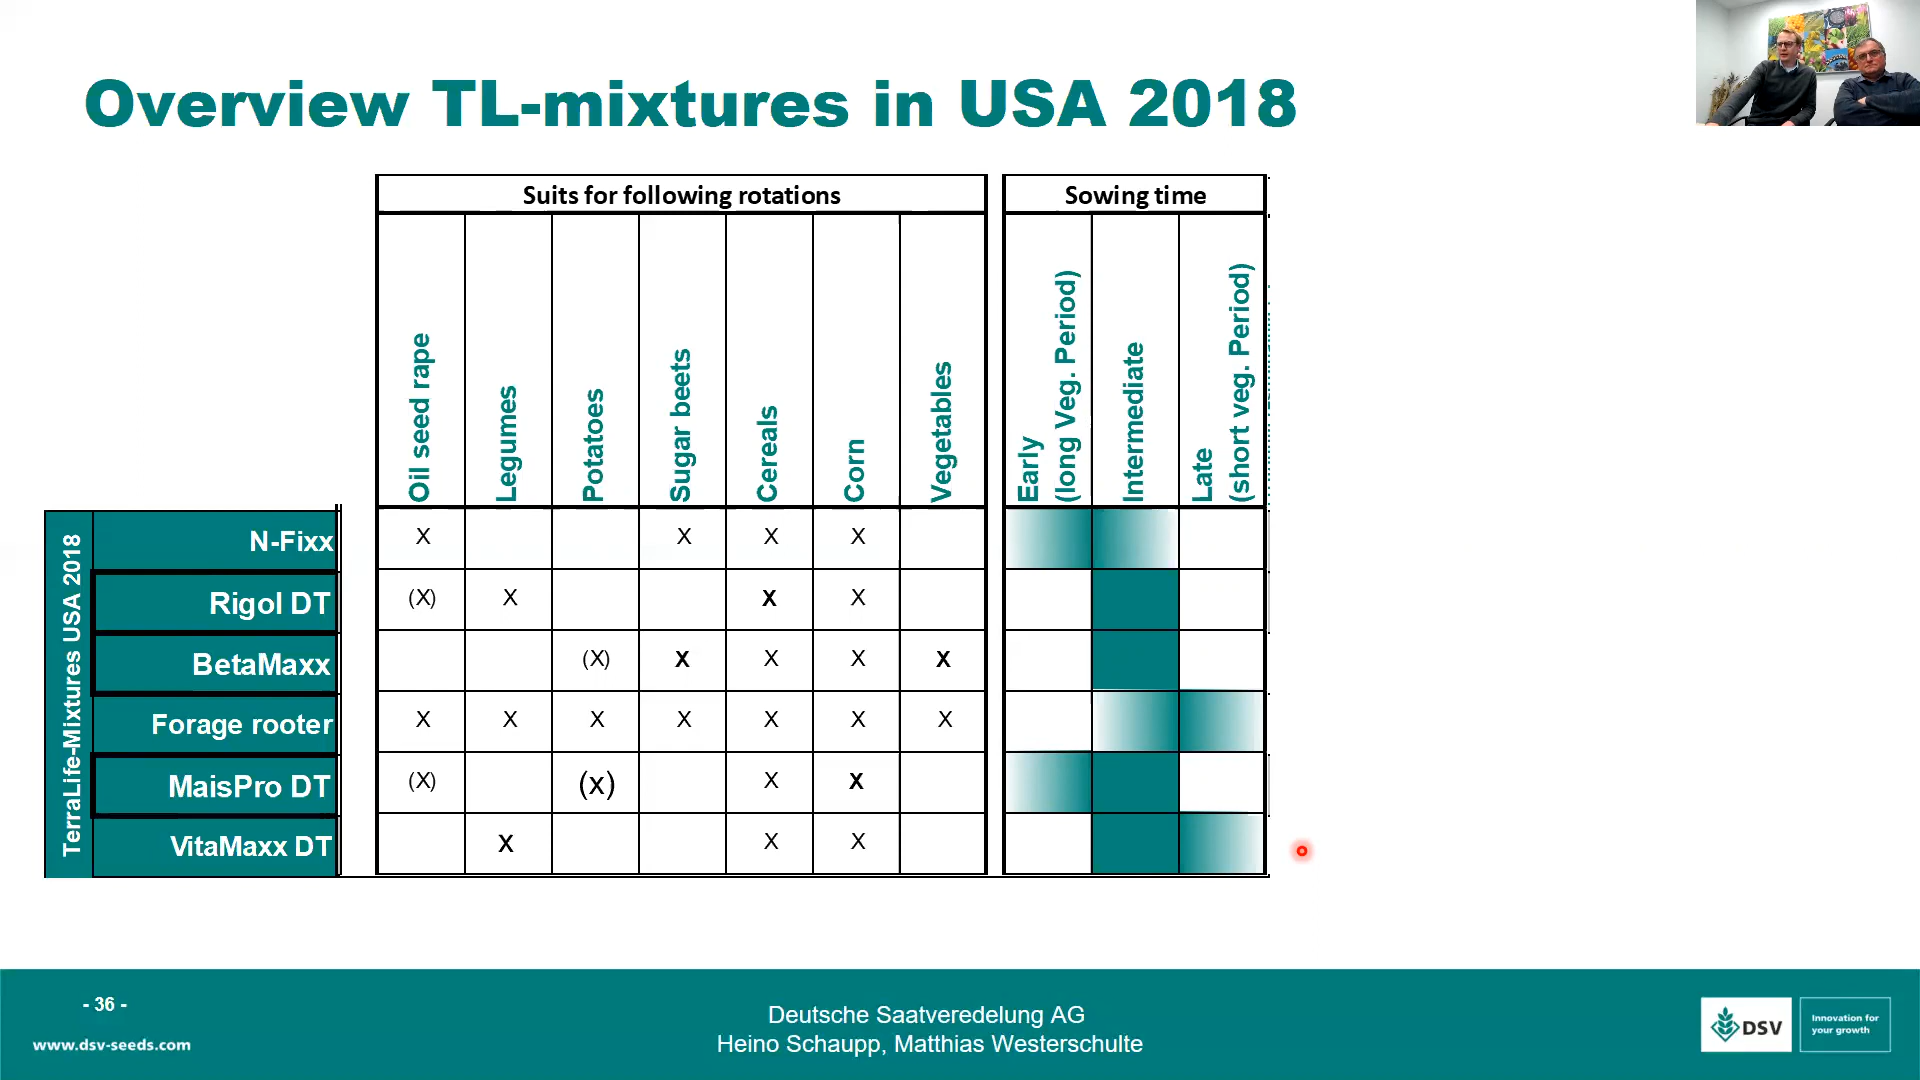 Overview TL-mixtures in USA 2018
Suits for following rotations
Sowing time
Oil seed rape
Legumes
Potatoes
Sugar beets
Cereals
Corn
Vegetables
Early
(long Veg. Period)
Intermediate
Late
(short veg. Period)
TerraLife-Mixtures USA 2018
N-Fixx X X X X
Rigol DT (X) X X X
BetaMaxx (X) X X X X
Forage rooter X X X X X X X
MaisPro DT (X) (x) X X
VitaMaxx DT X X X
- 36 -
www.dsv-seeds.com
Deutsche Saatveredelung AG
Heino Schaupp, Matthias Westerschulte
DSV
Innovation for
your growth